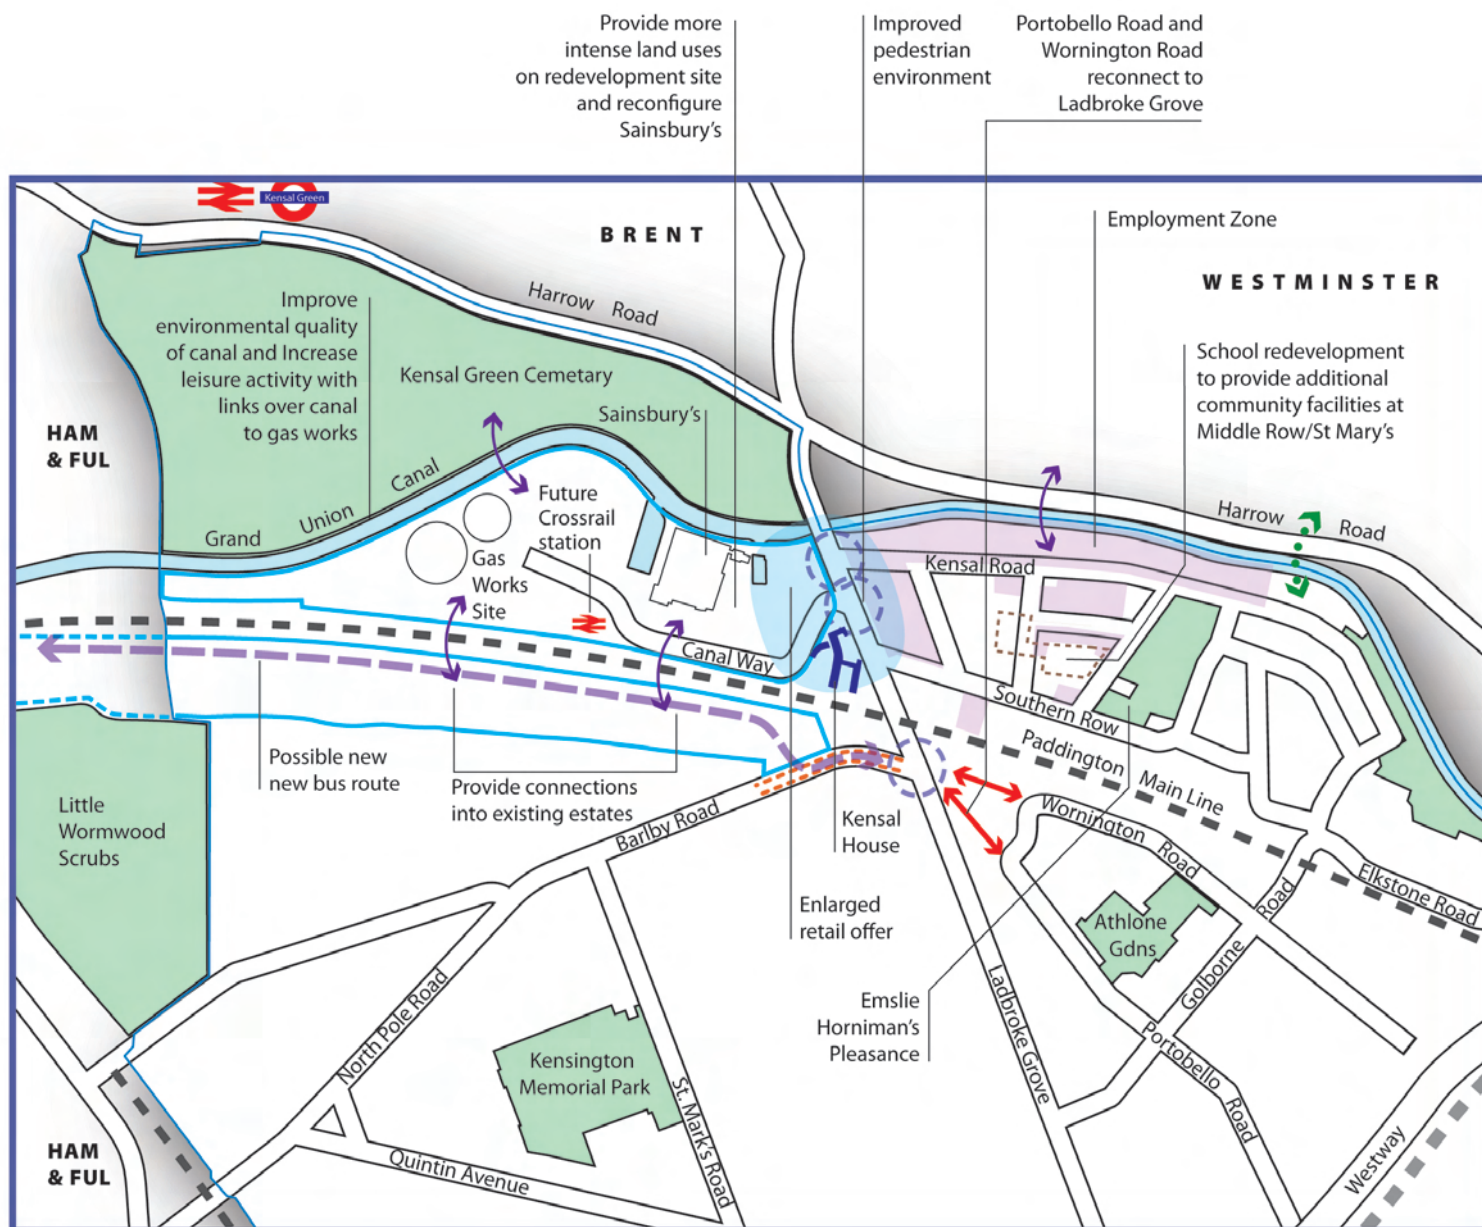 Provide more
intense land uses
on redevelopment site
and reconfigure
Sainsbury's
Improved
pedestrian
environment
Portobello Road and
Wornington Road
reconnect to
Ladbroke Grove
Kensal Green
BRENT
Employment Zone
WESTMINSTER
Harrow Road
Improve
environmental quality
of canal and Increase
leisure activity with
links over canal
to gas works
Kensal Green Cemetary
Sainsbury's
School redevelopment
to provide additional
community facilities at
Middle Row/St Mary's
HAM
& FUL
Grand Union Canal
Future
Crossrail
station
Gas
Works
Site
Harrow Road
Kensal Road
Canal Way
Southern Row
Paddington Main Line
Possible new
new bus route
Provide connections
into existing estates
Little
Wormwood
Scrubs
Barlby Road
Kensal
House
Wornington Road
Elkstone Road
Enlarged
retail offer
Athlone
Gdns
Golborne Road
Emslie
Horniman's
Pleasance
Ladbroke Grove
North Pole Road
Kensington
Memorial Park
St. Mark's Road
Portobello Road
Westway
HAM
& FUL
Quintin Avenue